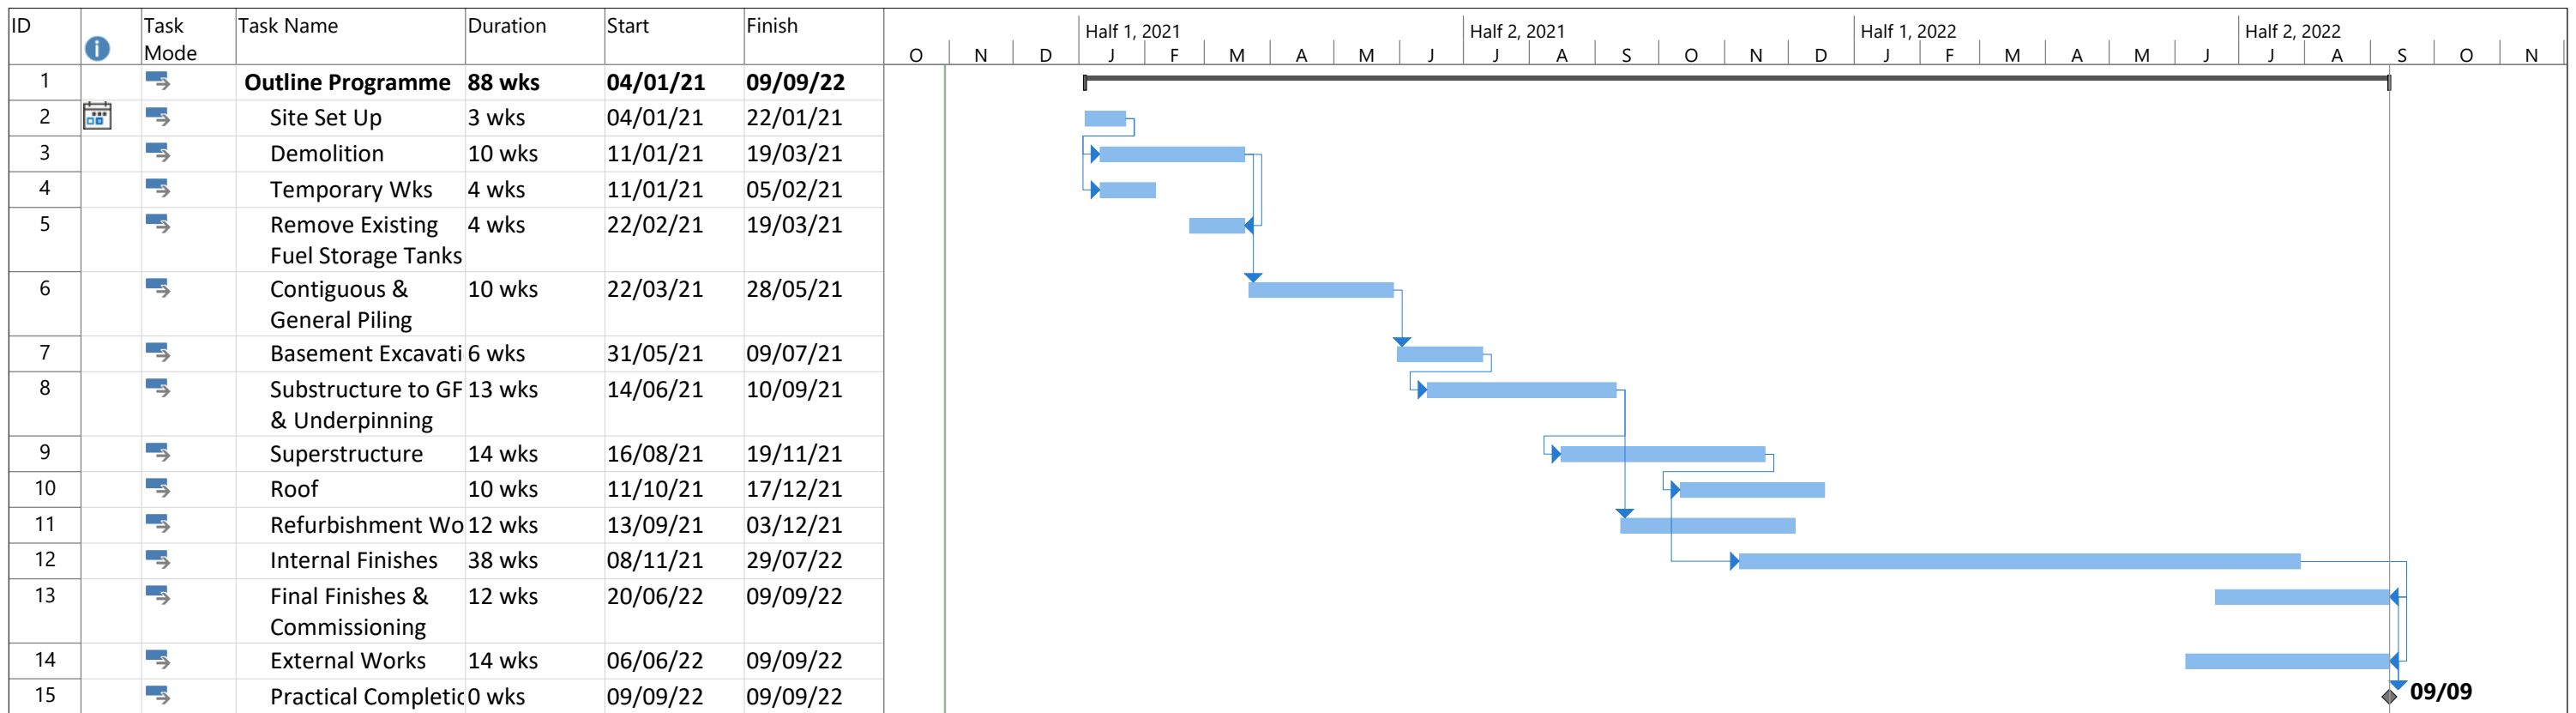 ID Task Mode Task Name Duration Start Finish
Half 1, 2021 Half 2, 2021 Half 1, 2022 Half 2, 2022
O N D J F M A M J J A S O N D J F M A M J J A S O N
1 Outline Programme 88 wks 04/01/21 09/09/22
2 Site Set Up 3 wks 04/01/21 22/01/21
3 Demolition 10 wks 11/01/21 19/03/21
4 Temporary Wks 4 wks 11/01/21 05/02/21
5 Remove Existing 4 wks 22/02/21 19/03/21
Fuel Storage Tanks
6 Contiguous & 10 wks 22/03/21 28/05/21
General Piling
7 Basement Excavati 6 wks 31/05/21 09/07/21
8 Substructure to GF 13 wks 14/06/21 10/09/21
& Underpinning
9 Superstructure 14 wks 16/08/21 19/11/21
10 Roof 10 wks 11/10/21 17/12/21
11 Refurbishment Wo 12 wks 13/09/21 03/12/21
12 Internal Finishes 38 wks 08/11/21 29/07/22
13 Final Finishes & 12 wks 20/06/22 09/09/22
Commissioning
14 External Works 14 wks 06/06/22 09/09/22
15 Practical Completic 0 wks 09/09/22 09/09/22 09/09